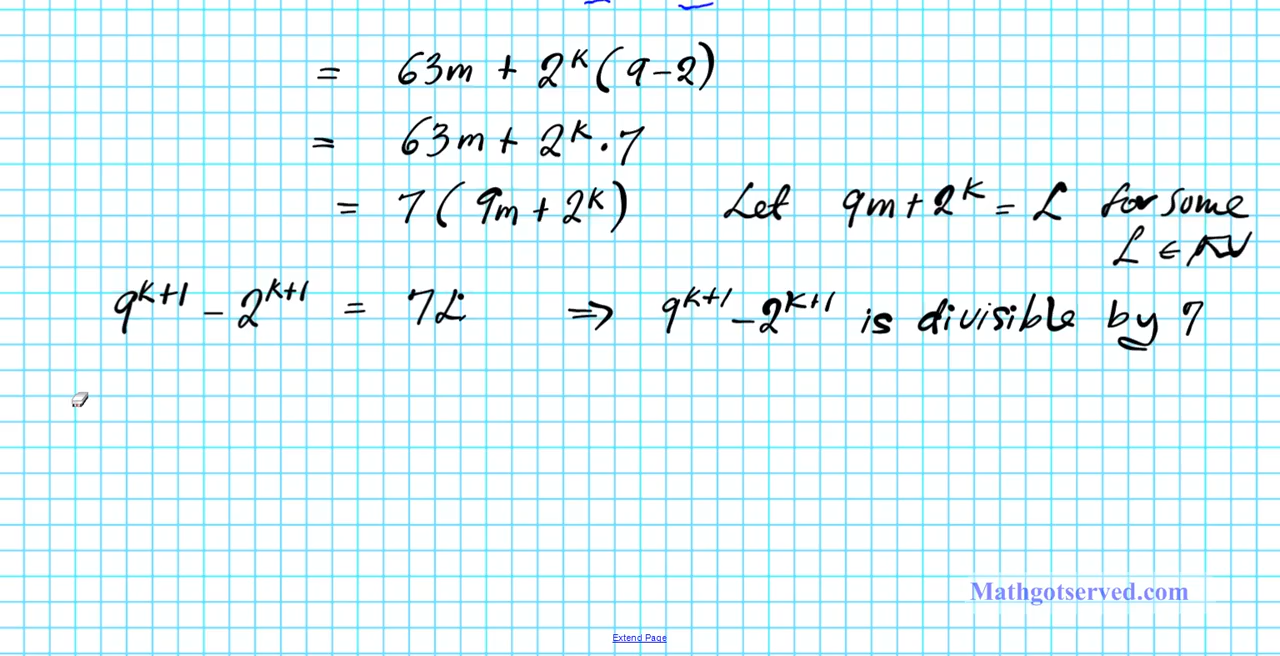 = 63m + 2^k (9-2)
= 63m + 2^k · 7
= 7 ( 9m + 2^k )   Let 9m + 2^k = L for some
L ∈ ℕ
9^{k+1} - 2^{k+1} = 7L   ⇒ 9^{k+1} - 2^{k+1} is divisible by 7
Mathgotserved.com
Extend Page